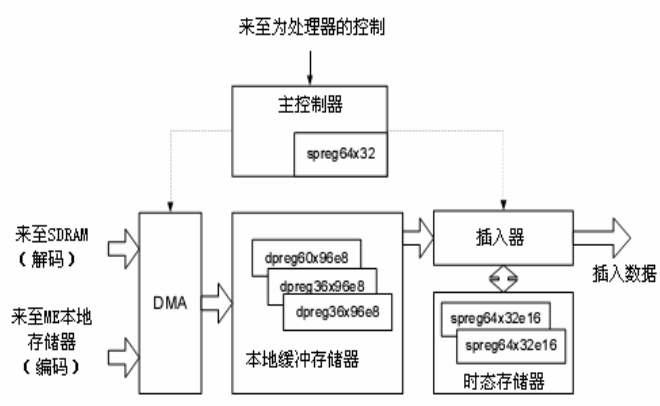 来至为处理器的控制
主控制器
spreg64x32
来至SDRAM
（解码）
来至ME本地
存储器
（编码）
DMA
dpreg60x96e8
dpreg36x96e8
dpreg36x96e8
本地缓冲存储器
插入器
插入数据
spreg64x32e16
spreg64x32e16
时态存储器